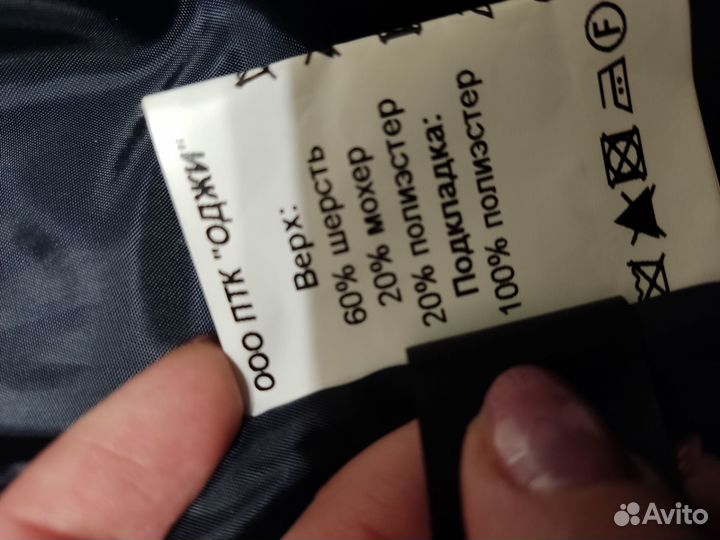 ООО ПТК "ОДЖИ"
Верх:
60% шерсть
20% мохер
20% полиэстер
Подкладка:
100% полиэстер
F
Avito